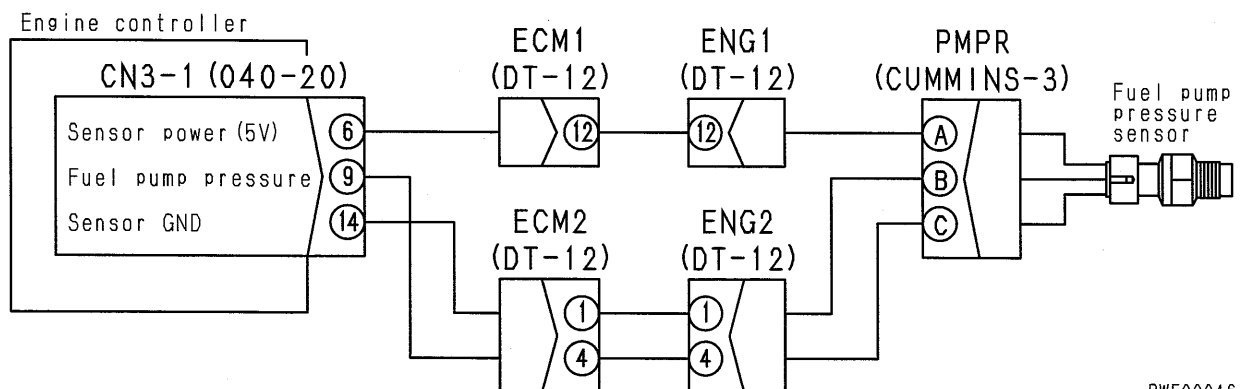 Engine controller
CN3-1 (040-20)
Sensor power (5V)
6
Fuel pump pressure
9
Sensor GND
14
ECM1
(DT-12)
12
ENG1
(DT-12)
12
ECM2
(DT-12)
1
4
ENG2
(DT-12)
1
4
PMPR
(CUMMINS-3)
A
B
C
Fuel pump
pressure
sensor